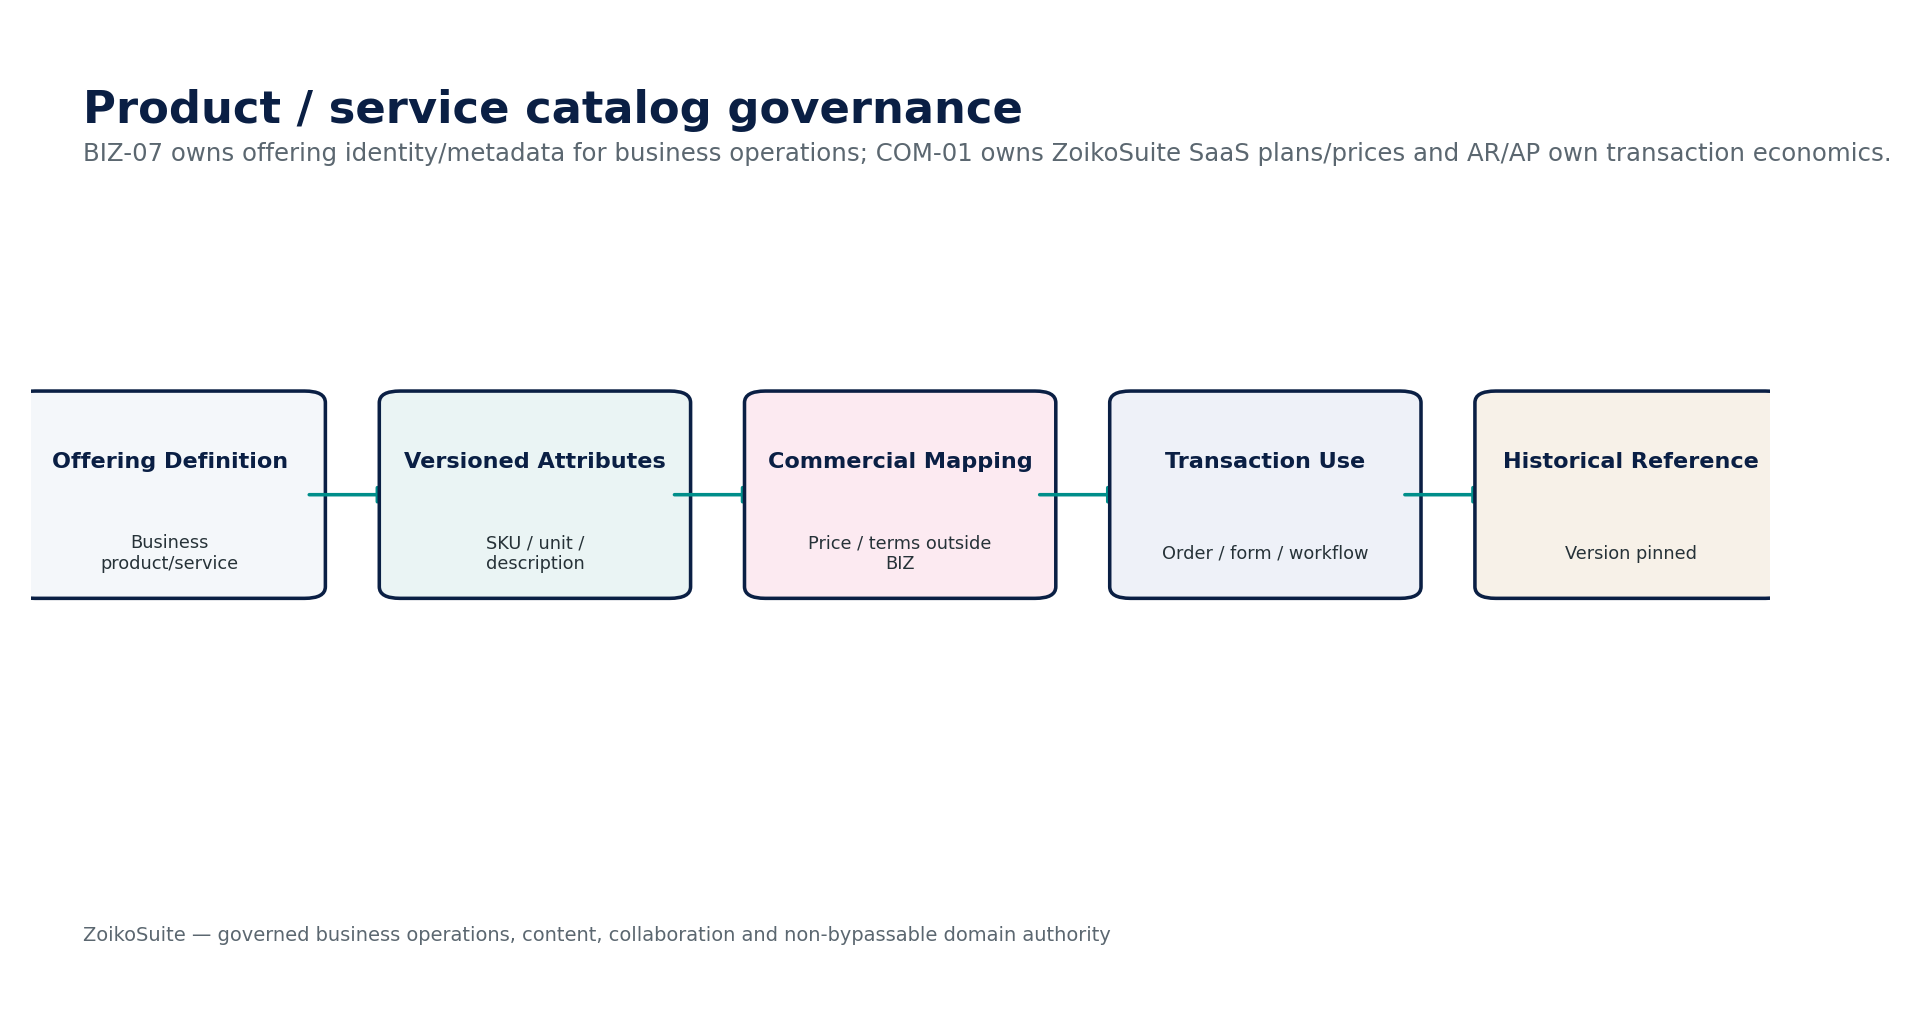 Product / service catalog governance
BIZ-07 owns offering identity/metadata for business operations; COM-01 owns ZoikoSuite SaaS plans/prices and AR/AP own transaction economics.
Offering Definition
Business
product/service
Versioned Attributes
SKU / unit /
description
Commercial Mapping
Price / terms outside
BIZ
Transaction Use
Order / form / workflow
Historical Reference
Version pinned
ZoikoSuite — governed business operations, content, collaboration and non-bypassable domain authority